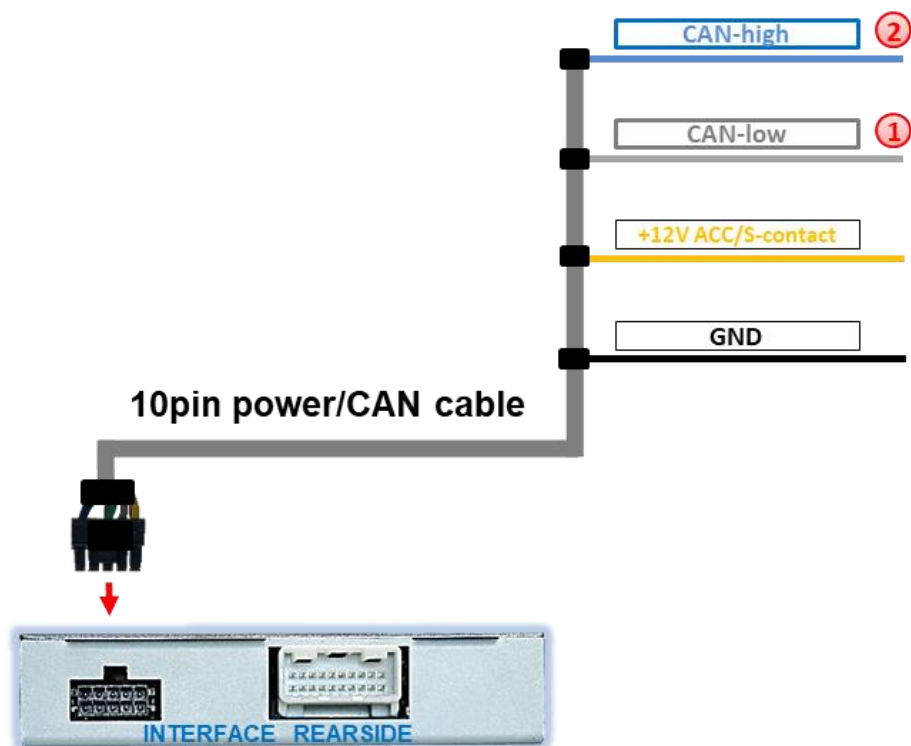 CAN-high 2
CAN-low 1
+12V ACC/S-contact
GND
10pin power/CAN cable
INTERFACE REARSIDE